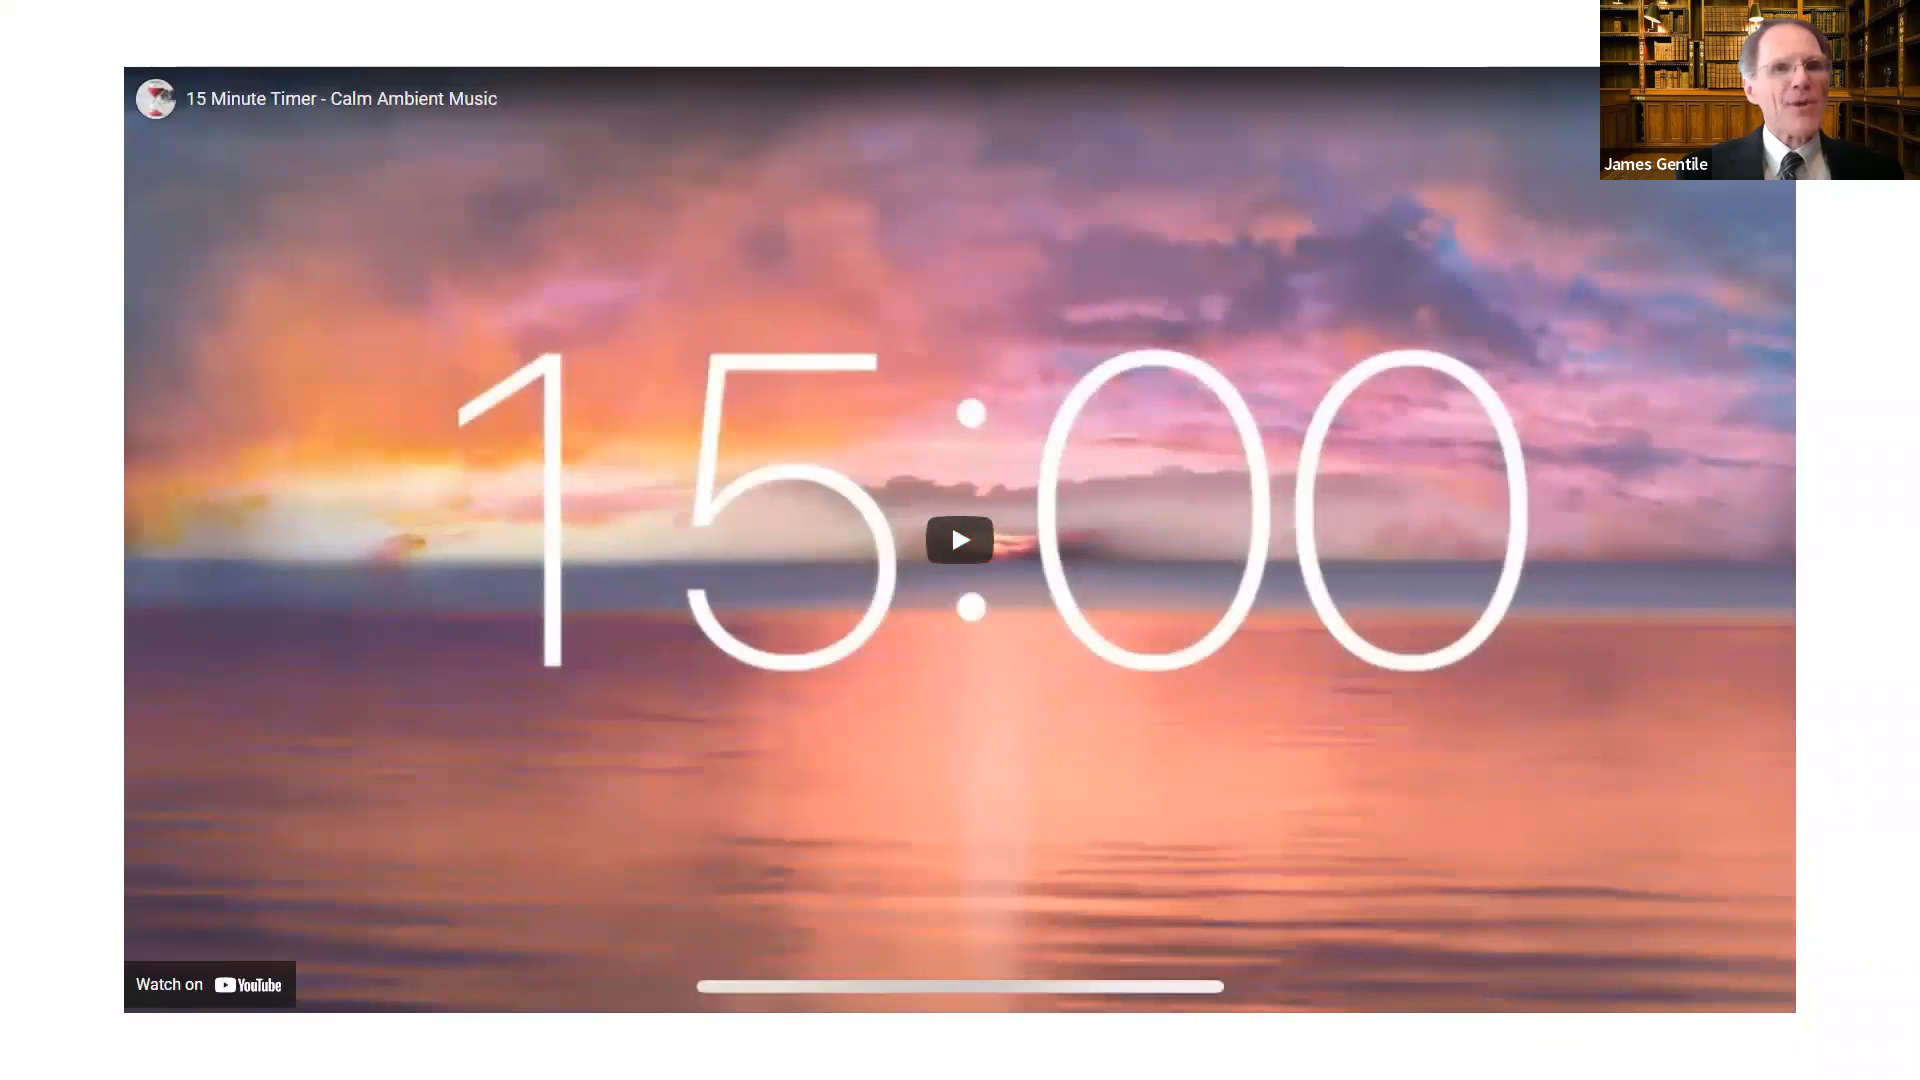 15 Minute Timer - Calm Ambient Music
James Gentile
15:00
Watch on YouTube